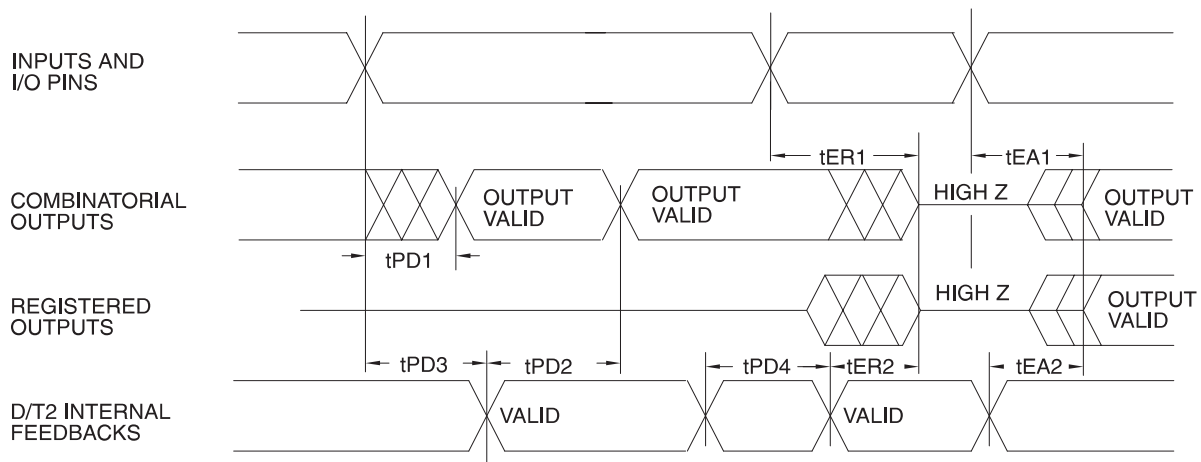 INPUTS AND
I/O PINS
tER1
tEA1
COMBINATORIAL
OUTPUTS
OUTPUT
VALID
OUTPUT
VALID
HIGH Z
OUTPUT
VALID
tPD1
REGISTERED
OUTPUTS
HIGH Z
OUTPUT
VALID
tPD3
tPD2
tPD4
tER2
tEA2
D/T2 INTERNAL
FEEDBACKS
VALID
VALID